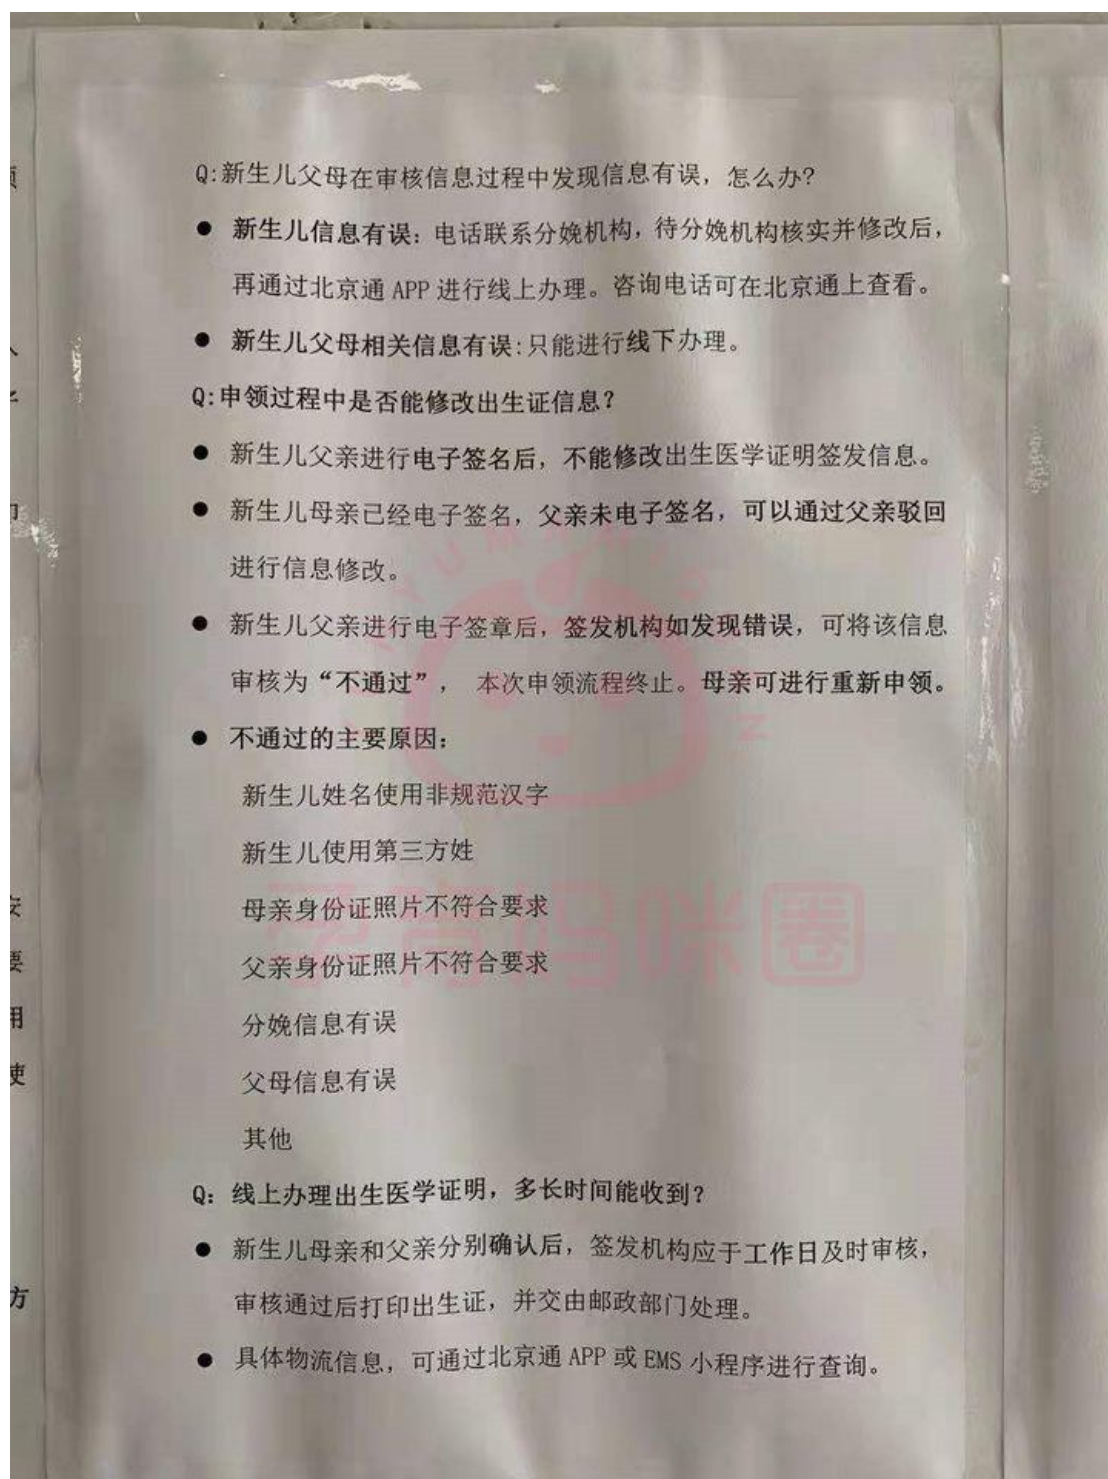 Q:新生儿父母在审核信息过程中发现信息有误，怎么办?
● 新生儿信息有误：电话联系分娩机构，待分娩机构核实并修改后，
再通过北京通 APP 进行线上办理。咨询电话可在北京通上查看。
● 新生儿父母相关信息有误:只能进行线下办理。
Q:申领过程中是否能修改出生证信息？
● 新生儿父亲进行电子签名后，不能修改出生医学证明签发信息。
● 新生儿母亲已经电子签名，父亲未电子签名，可以通过父亲驳回
进行信息修改。
● 新生儿父亲进行电子签章后，签发机构如发现错误，可将该信息
审核为“不通过”， 本次申领流程终止。母亲可进行重新申领。
● 不通过的主要原因：
新生儿姓名使用非规范汉字
新生儿使用第三方姓
母亲身份证照片不符合要求
父亲身份证照片不符合要求
分娩信息有误
父母信息有误
其他
Q：线上办理出生医学证明，多长时间能收到？
● 新生儿母亲和父亲分别确认后，签发机构应于工作日及时审核，
审核通过后打印出生证，并交由邮政部门处理。
● 具体物流信息，可通过北京通 APP 或 EMS 小程序进行查询。
孕育妈咪圈
安
要
用
使
方